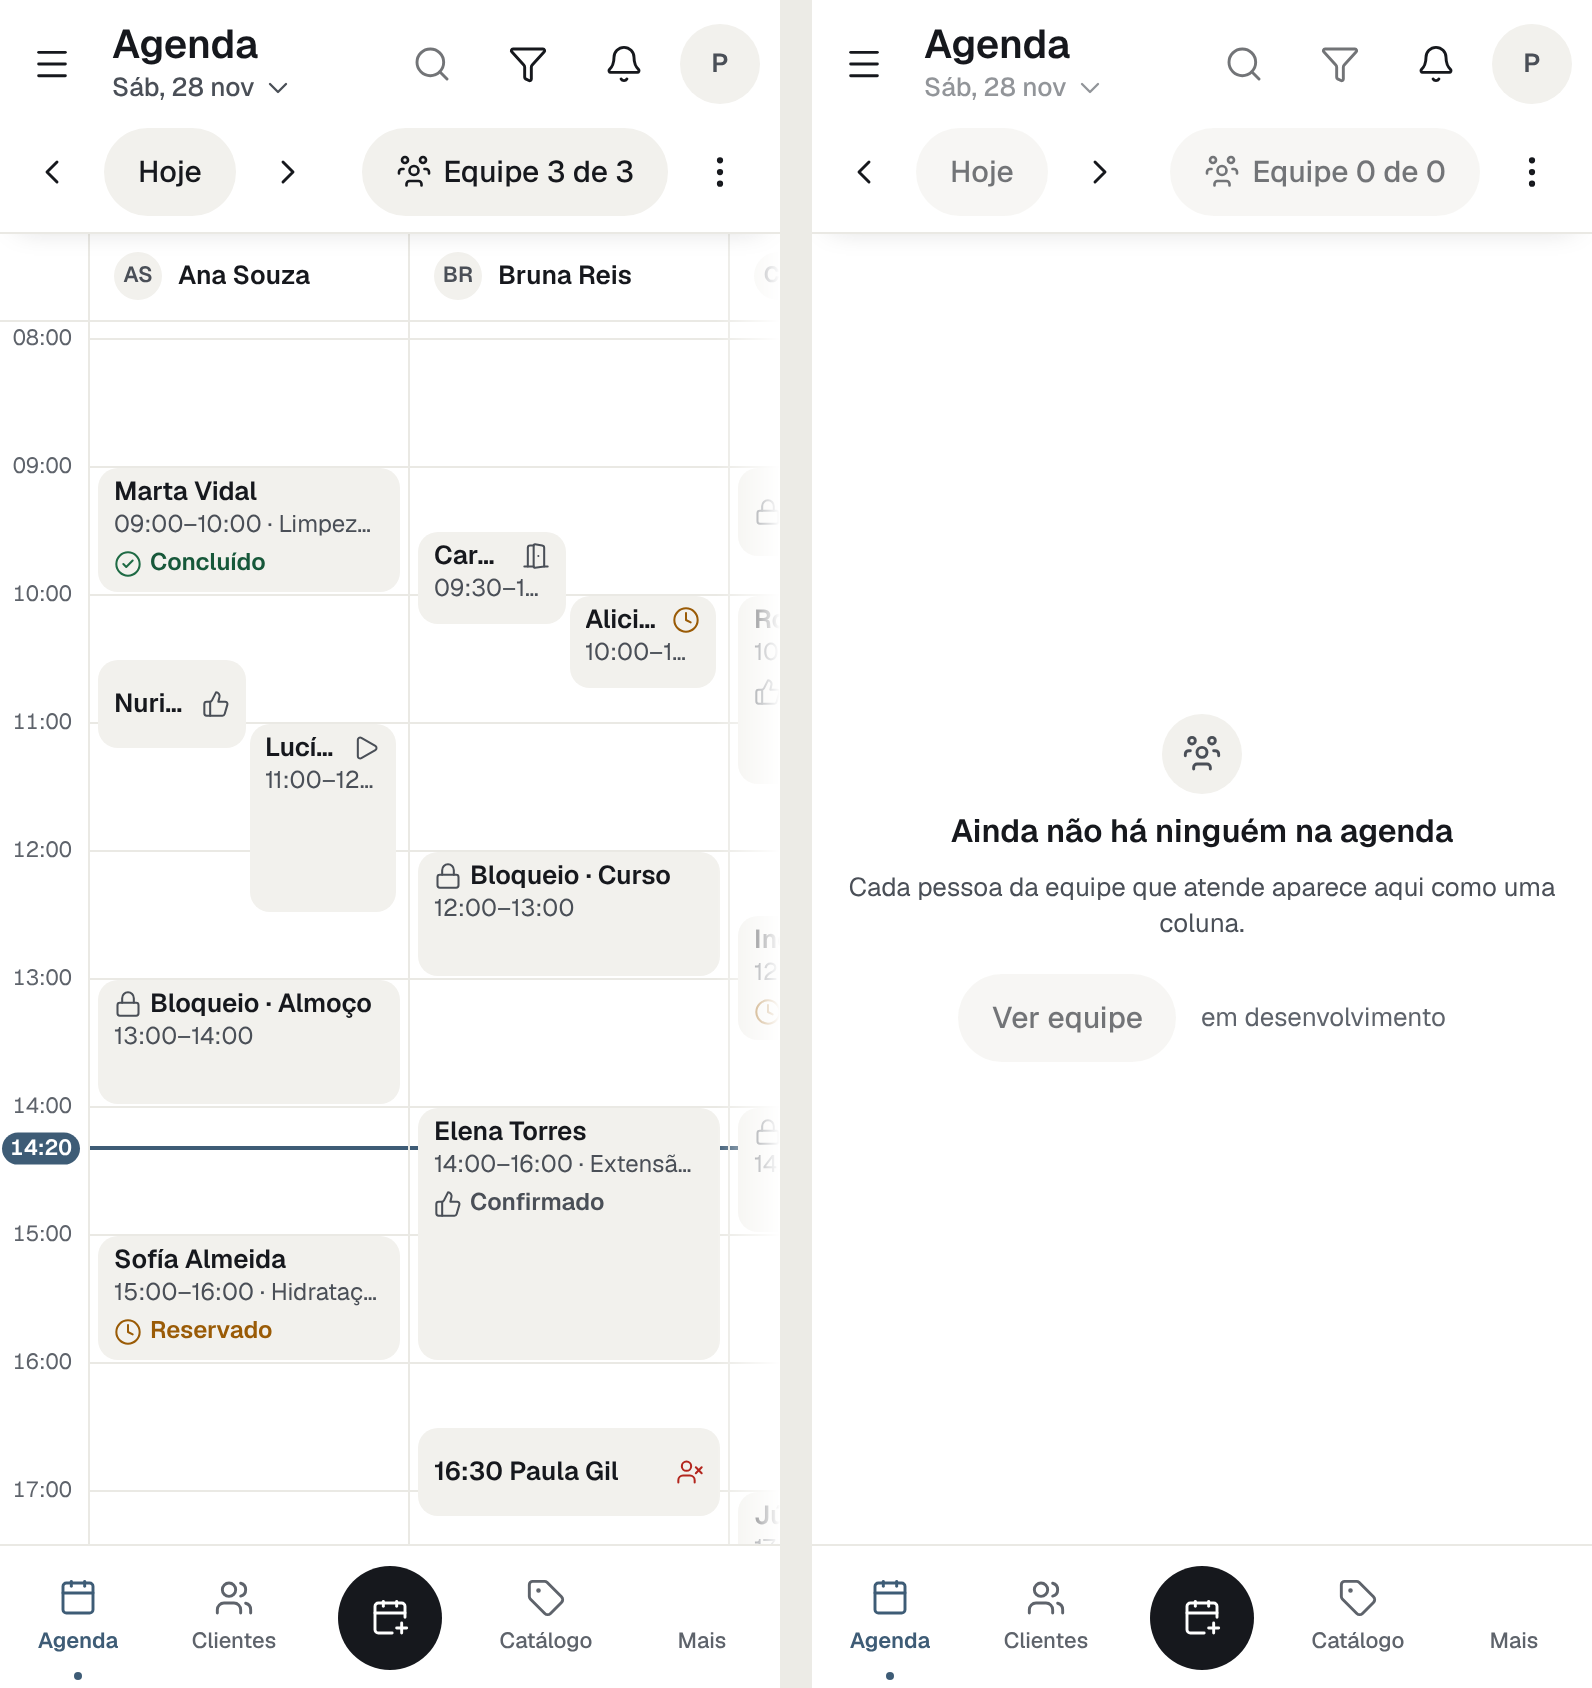 Agenda
Sáb, 28 nov
P
Hoje
Equipe 3 de 3
AS Ana Souza
BR Bruna Reis
08:00
09:00
Marta Vidal
09:00–10:00 · Limpez...
Concluído
Car...
09:30–1...
10:00
Alici...
10:00–1...
Ro
10
Nuri...
11:00
Lucí...
11:00–12...
12:00
Bloqueio · Curso
12:00–13:00
In
12
13:00
Bloqueio · Almoço
13:00–14:00
14:00
14:20
Elena Torres
14:00–16:00 · Extensã...
Confirmado
14
15:00
Sofía Almeida
15:00–16:00 · Hidrataç...
Reservado
16:00
16:30 Paula Gil
17:00
Jú
Agenda
Clientes
Catálogo
Mais
Agenda
Sáb, 28 nov
P
Hoje
Equipe 0 de 0
Ainda não há ninguém na agenda
Cada pessoa da equipe que atende aparece aqui como uma
coluna.
Ver equipe
em desenvolvimento
Agenda
Clientes
Catálogo
Mais